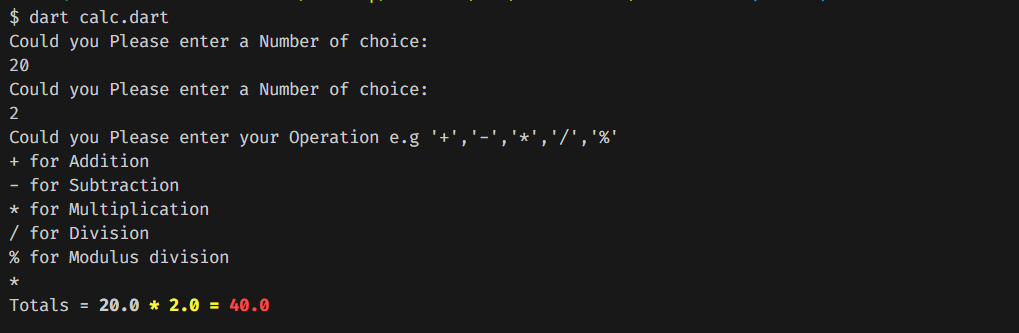 $ dart calc.dart
Could you Please enter a Number of choice:
20
Could you Please enter a Number of choice:
2
Could you Please enter your Operation e.g '+','-','*','/','%'
+ for Addition
- for Subtraction
* for Multiplication
/ for Division
% for Modulus division
*
Totals = 20.0 * 2.0 = 40.0